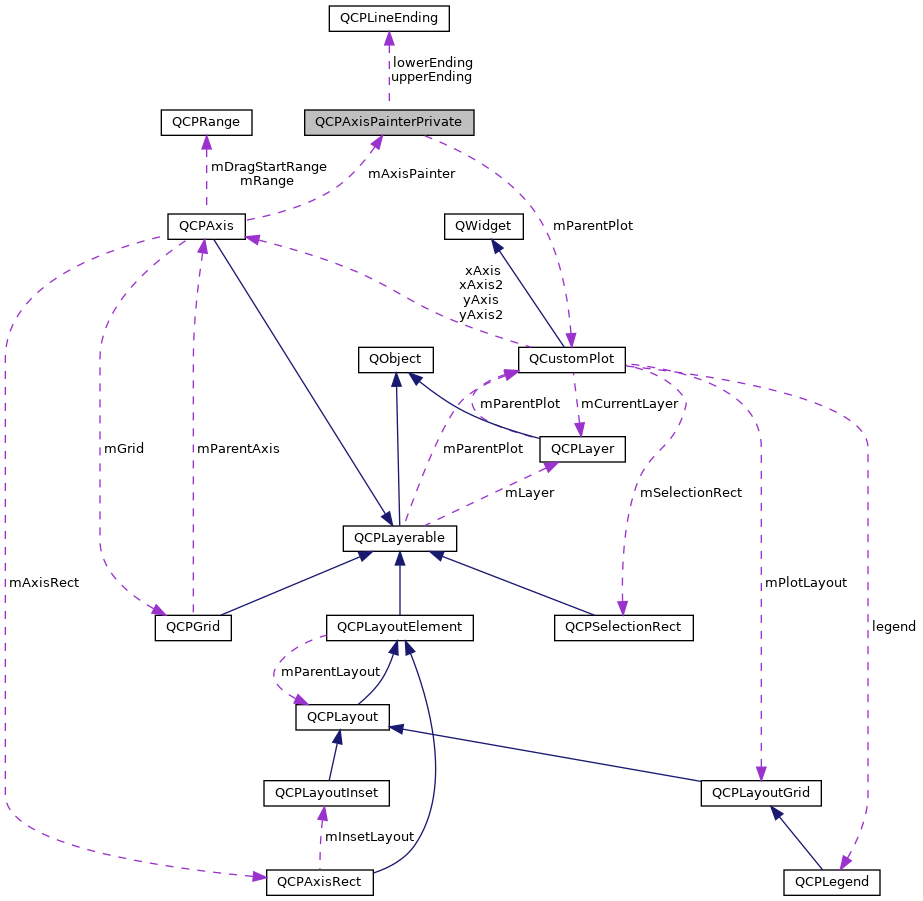 QCPLineEnding
lowerEnding
upperEnding
QCPRange
QCPAxisPainterPrivate
mDragStartRange
mRange
mAxisPainter
QCPAxis
QWidget
mParentPlot
xAxis
xAxis2
yAxis
yAxis2
QObject
QCustomPlot
mParentPlot
mCurrentLayer
mGrid
mParentAxis
mParentPlot
QCPLayer
mLayer
mSelectionRect
QCPLayerable
mAxisRect
mPlotLayout
QCPGrid
QCPLayoutElement
QCPSelectionRect
legend
mParentLayout
QCPLayout
QCPLayoutInset
QCPLayoutGrid
mInsetLayout
QCPAxisRect
QCPLegend